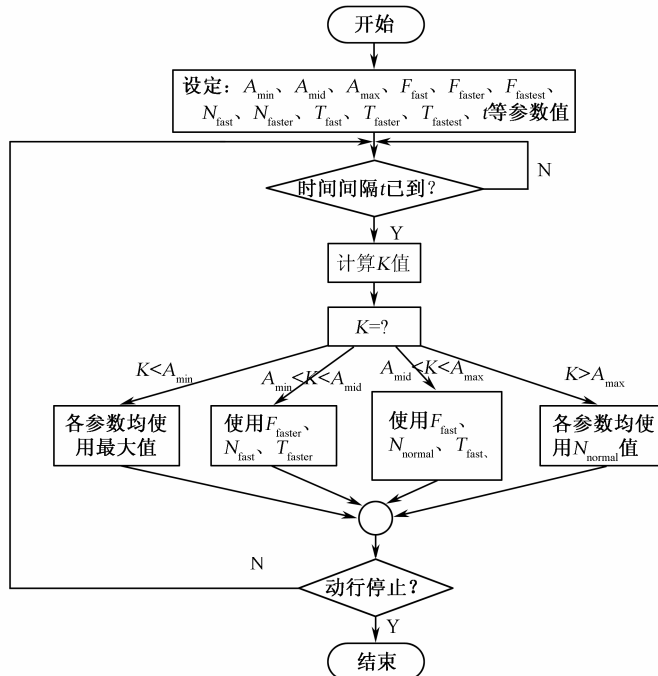 开始
设定：Amin、Amid、Amax、Ffast、Ffaster、Ffastest、
Nfast、Nfaster、Tfast、Tfaster、Tfastest、t等参数值
时间间隔t已到？
N
Y
计算K值
K=?
K<Amin
Amin<K<Amid
Amid<K<Amax
K>Amax
各参数均使
用最大值
使用Ffaster、
Nfast、Tfaster
使用Ffast、
Nnormal、Tfast、
各参数均使
用Nnormal值
N
动行停止？
Y
结束